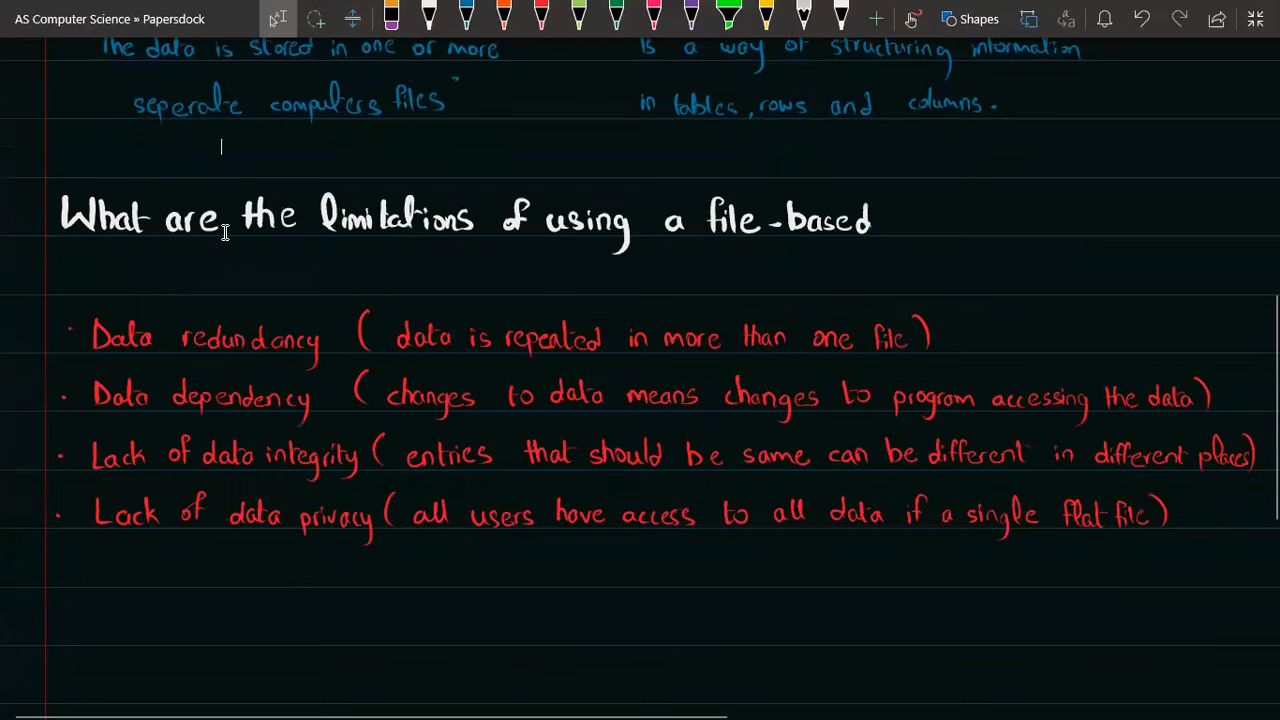 AS Computer Science » Papersdock
Shapes
The data is stored in one or more
seperate computers files"
Is a way of structuring information
in tables, rows and columns.
What are the limitations of using a file-based
· Data redundancy ( data is repeated in more than one file )
· Data dependency ( changes to data means changes to program accessing the data )
· Lack of data integrity ( entries that should be same can be different in different places)
· Lack of data privacy ( all users have access to all data if a single flat file )